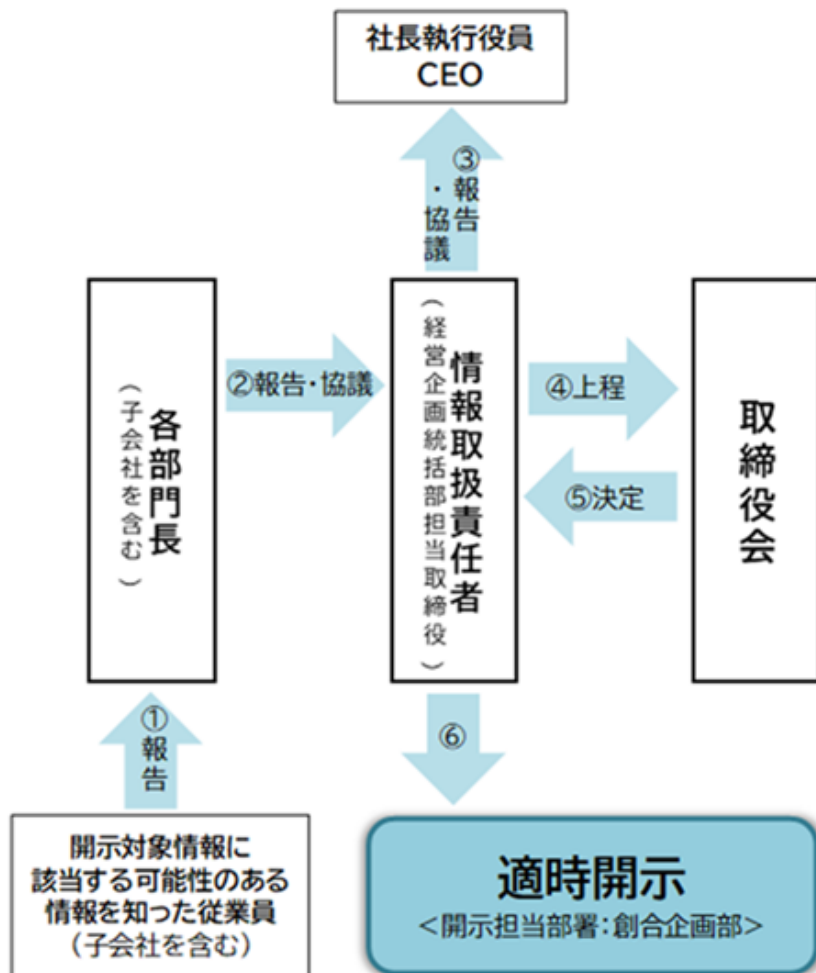 社長執行役員
CEO
③報告
・協議
各部門長
（子会社を含む）
②報告・協議
情報取扱責任者
（経営企画統括部担当取締役）
④上程
⑤決定
取締役会
①報告
⑥
開示対象情報に
該当する可能性のある
情報を知った従業員
（子会社を含む）
適時開示
＜開示担当部署：創合企画部＞